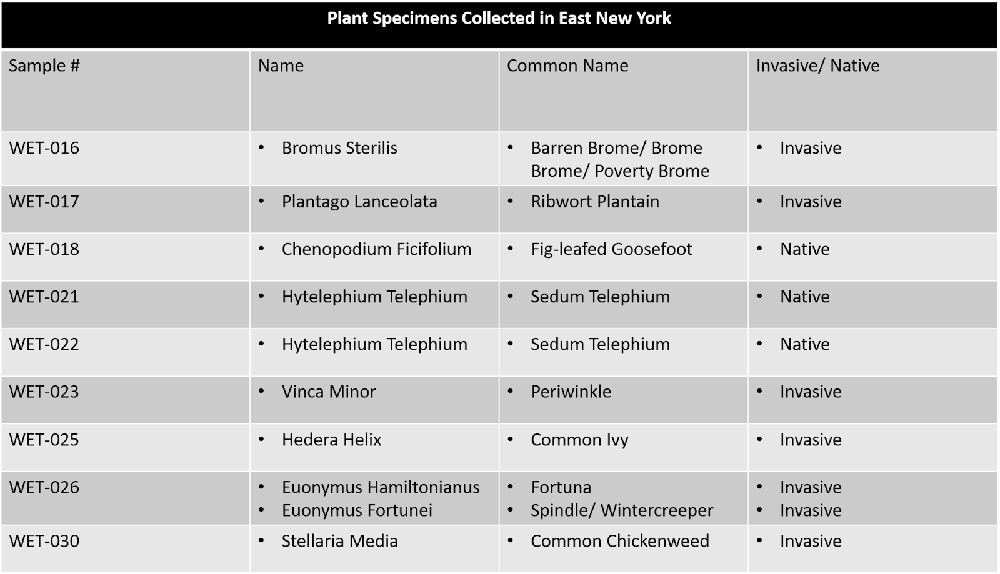 Plant Specimens Collected in East New York
Sample # Name Common Name Invasive/ Native
WET-016 • Bromus Sterilis • Barren Brome/ Brome • Invasive
Brome/ Poverty Brome
WET-017 • Plantago Lanceolata • Ribwort Plantain • Invasive
WET-018 • Chenopodium Ficifolium • Fig-leafed Goosefoot • Native
WET-021 • Hytelephium Telephium • Sedum Telephium • Native
WET-022 • Hytelephium Telephium • Sedum Telephium • Native
WET-023 • Vinca Minor • Periwinkle • Invasive
WET-025 • Hedera Helix • Common Ivy • Invasive
WET-026 • Euonymus Hamiltonianus • Fortuna • Invasive
• Euonymus Fortunei • Spindle/ Wintercreeper • Invasive
WET-030 • Stellaria Media • Common Chickenweed • Invasive